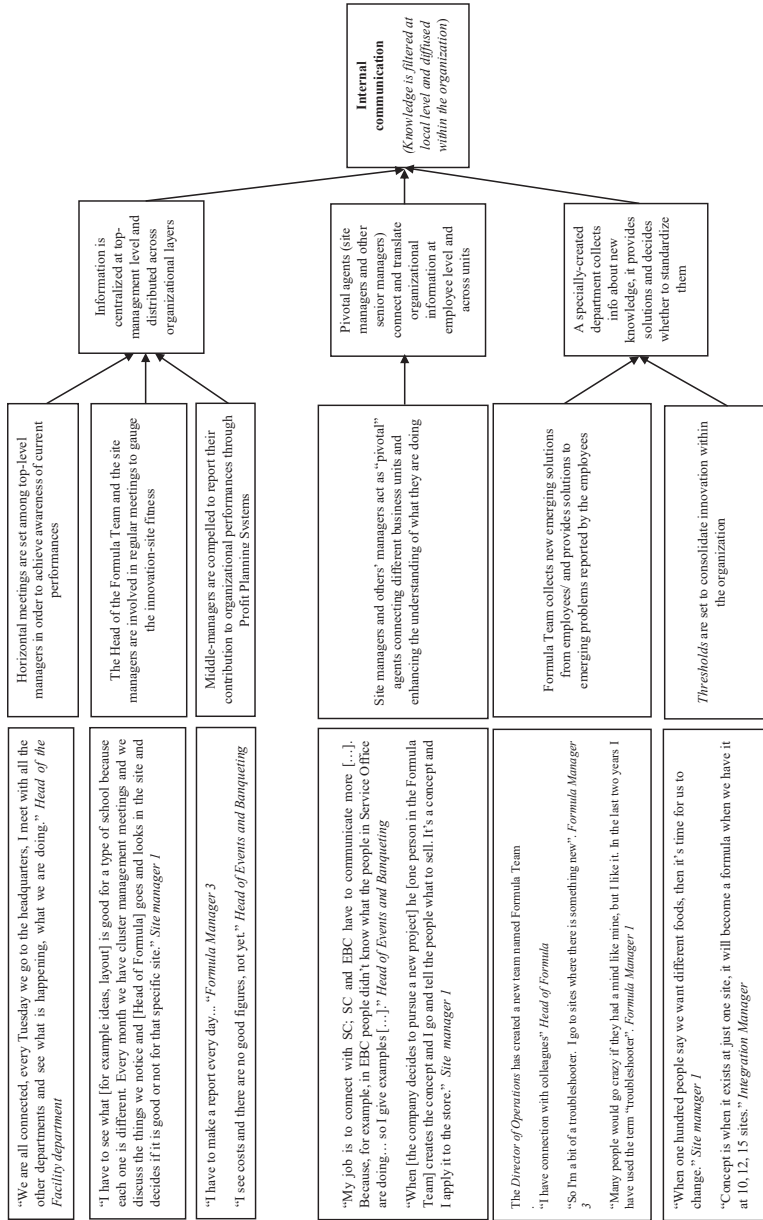 “We are all connected, every Tuesday we go to the headquarters, I meet with all the
other departments and see what is happening, what we are doing.” Head of the
Facility department
“I have to see what [for example ideas, layout] is good for a type of school because
each one is different. Every month we have cluster management meetings and we
discuss the things we notice and [Head of Formula] goes and looks in the site and
decides if it is good or not for that specific site.” Site manager 1
“I have to make a report every day... “Formula Manager 3
“I see costs and there are no good figures, not yet.” Head of Events and Banqueting
“My job is to connect with SC; SC and EBC have to communicate more [...].
Because, for example, in EBC people didn’t know what the people in Service Office
are doing... so I give examples [...].” Head of Events and Banqueting
“When [the company decides to pursue a new project] he [one person in the Formula
Team] creates the concept and I go and tell the people what to sell. It’s a concept and
I apply it to the store.” Site manager 1
The Director of Operations has created a new team named Formula Team
“I have connection with colleagues” Head of Formula
“So I’m a bit of a troubleshooter. I go to sites where there is something new”. Formula Manager
3
“Many people would go crazy if they had a mind like mine, but I like it. In the last two years I
have used the term “troubleshooter”. Formula Manager 1
“When one hundred people say we want different foods, then it’s time for us to
change.” Site manager 1
“Concept is when it exists at just one site, it will become a formula when we have it
at 10, 12, 15 sites.” Integration Manager
Horizontal meetings are set among top-level
managers in order to achieve awareness of current
performances
The Head of the Formula Team and the site
managers are involved in regular meetings to gauge
the innovation-site fitness
Middle-managers are compelled to report their
contribution to organizational performances through
Profit Planning Systems
Site managers and others’ managers act as “pivotal”
agents connecting different business units and
enhancing the understanding of what they are doing
Formula Team collects new emerging solutions
from employees/ and provides solutions to
emerging problems reported by the employees
Thresholds are set to consolidate innovation within
the organization
Information is
centralized at top-
management level and
distributed across
organizational layers
Pivotal agents (site
managers and other
senior managers)
connect and translate
organizational
information at
employee level and
across units
A specially-created
department collects
info about new
knowledge, it provides
solutions and decides
whether to standardize
them
Internal
communication
(Knowledge is filtered at
local level and diffused
within the organization)